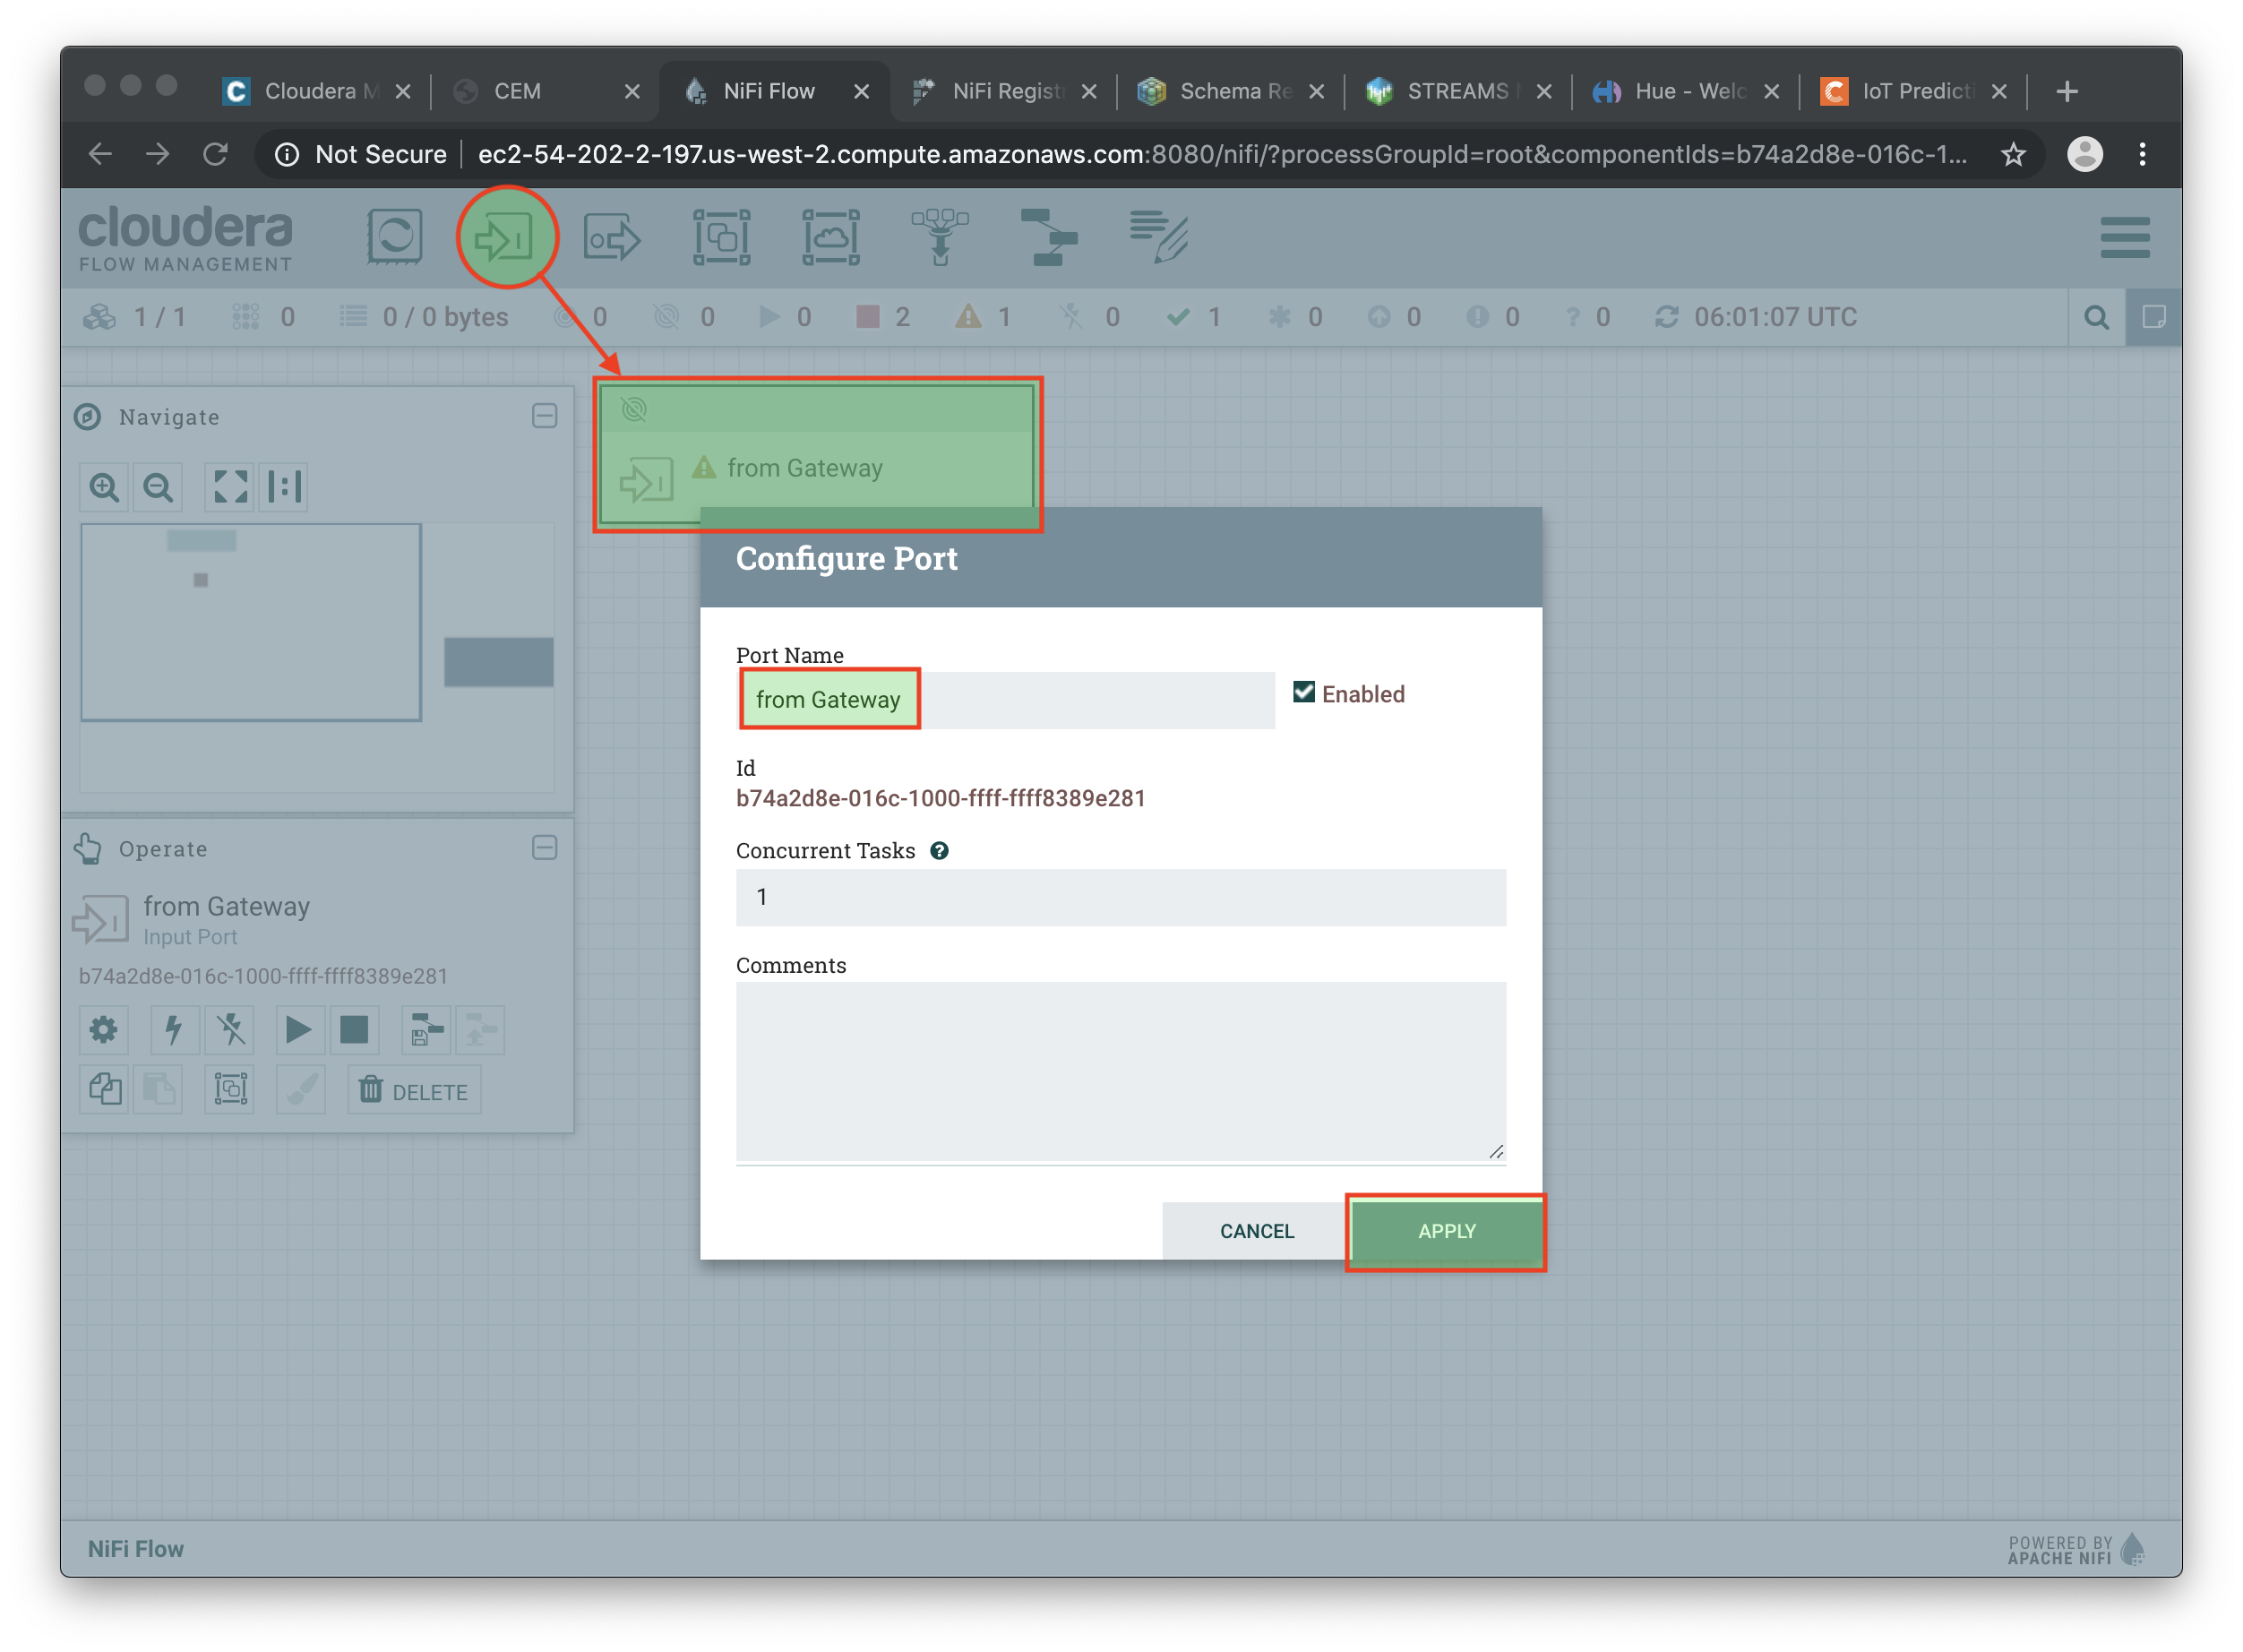 Cloudera M
CEM
NiFi Flow
NiFi Regist
Schema Re
STREAMS
Hue - Welc
IoT Predict
Not Secure
ec2-54-202-2-197.us-west-2.compute.amazonaws.com:8080/nifi/?processGroupId=root&componentIds=b74a2d8e-016c-1...
cloudera
FLOW MANAGEMENT
1 / 1
0
0 / 0 bytes
0
0
0
2
1
0
1
0
0
0
? 0
06:01:07 UTC
Navigate
from Gateway
Configure Port
Port Name
from Gateway
Enabled
Id
b74a2d8e-016c-1000-ffff-ffff8389e281
Concurrent Tasks ?
1
Comments
CANCEL
APPLY
Operate
from Gateway
Input Port
b74a2d8e-016c-1000-ffff-ffff8389e281
DELETE
NiFi Flow
POWERED BY
APACHE NIFI